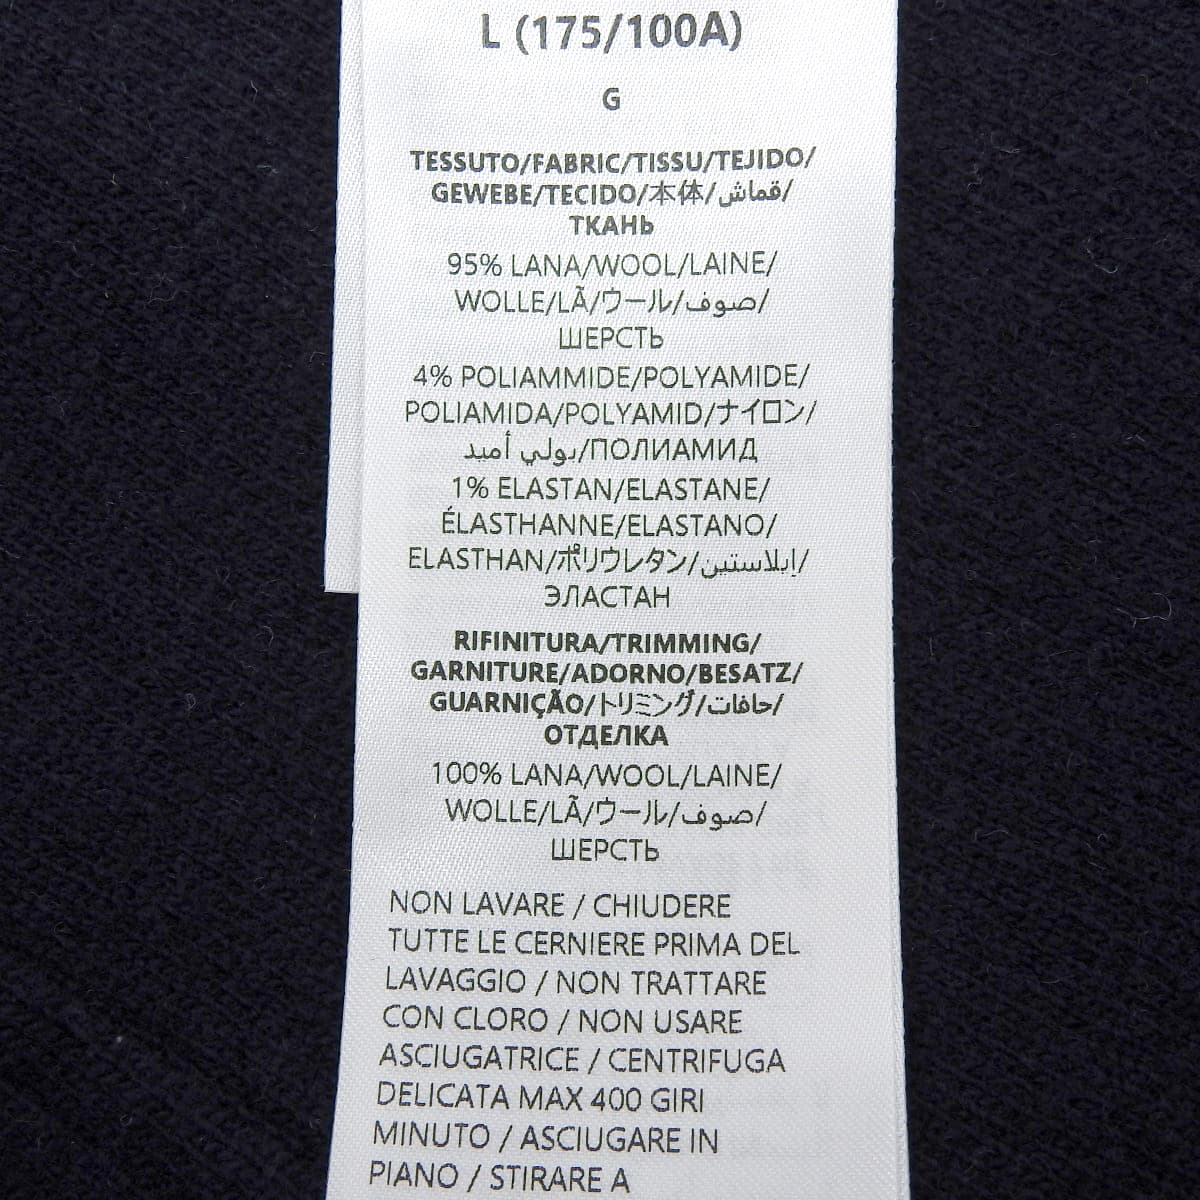 L (175/100A)
G
TESSUTO/FABRIC/TISSU/TEJIDO/
GEWEBE/TECIDO/本体/قماش/
ТКАНЬ
95% LANA/WOOL/LAINE/
WOLLE/LÃ/ウール/صوف/
ШЕРСТЬ
4% POLIAMMIDE/POLYAMIDE/
POLIAMIDA/POLYAMID/ナイロン/
بولي أميد/ПОЛИАМИД
1% ELASTAN/ELASTANE/
ÉLASTHANNE/ELASTANO/
ELASTHAN/ポリウレタン/إيلاستين/
ЭЛАСТАН
RIFINITURA/TRIMMING/
GARNITURE/ADORNO/BESATZ/
GUARNIÇÃO/トリミング/حافات/
ОТДЕЛКА
100% LANA/WOOL/LAINE/
WOLLE/LÃ/ウール/صوف/
ШЕРСТЬ
NON LAVARE / CHIUDERE
TUTTE LE CERNIERE PRIMA DEL
LAVAGGIO / NON TRATTARE
CON CLORO / NON USARE
ASCIUGATRICE / CENTRIFUGA
DELICATA MAX 400 GIRI
MINUTO / ASCIUGARE IN
PIANO / STIRARE A